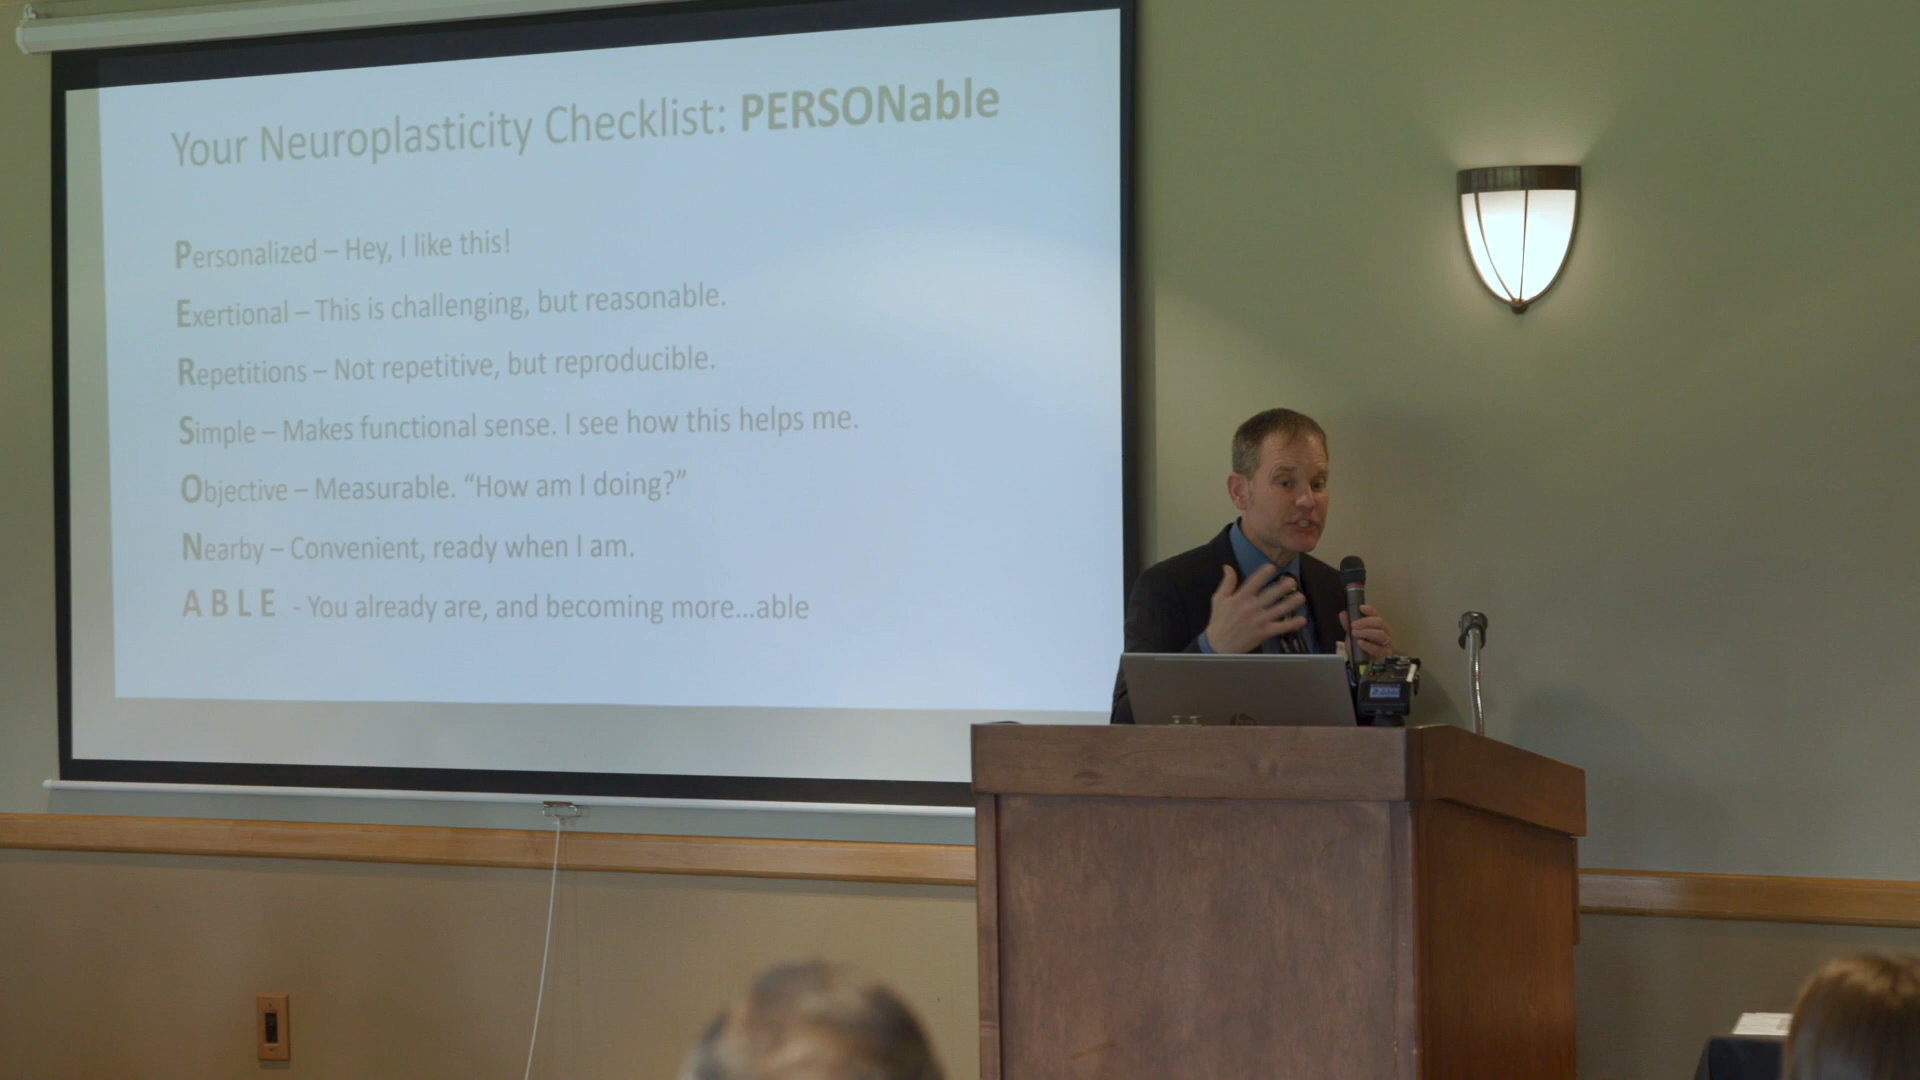 Your Neuroplasticity Checklist: PERSONable
Personalized – Hey, I like this!
Exertional – This is challenging, but reasonable.
Repetitions – Not repetitive, but reproducible.
Simple – Makes functional sense. I see how this helps me.
Objective – Measurable. “How am I doing?”
Nearby – Convenient, ready when I am.
A B L E - You already are, and becoming more...able